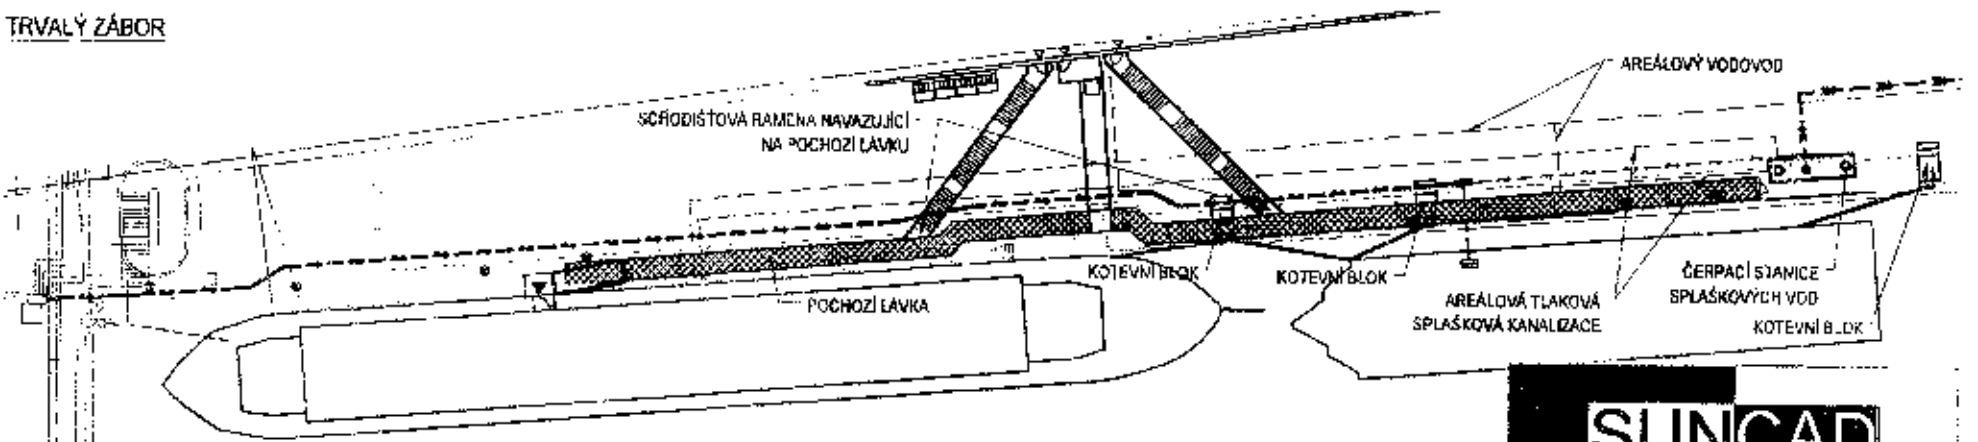 TRVALÝ ZÁBOR
AREÁLOVÝ VODOVOD
SCHODIŠŤOVÁ RAMENA NAVAZUJÍCÍ
NA POCHOZÍ LÁVKU
KOTEVNÍ BLOK
KOTEVNÍ BLOK
ČERPACÍ STANICE
SPLAŠKOVÝCH VOD
POCHOZÍ LÁVKA
AREÁLOVÁ TLAKOVÁ
SPLAŠKOVÁ KANALIZACE
KOTEVNÍ BLOK
SUNCAD